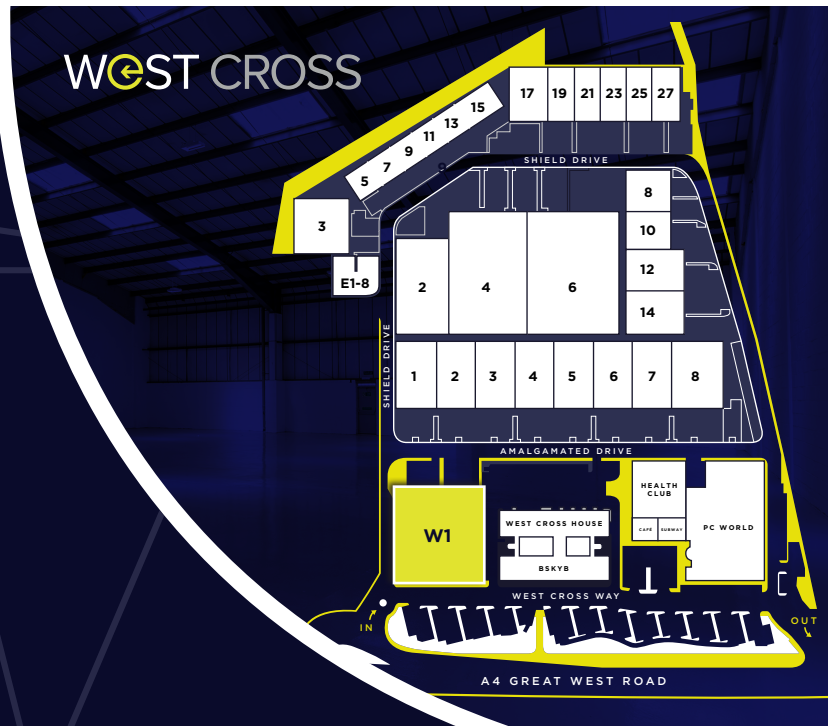 WeST CROSS
17 19 21 23 25 27
15
13
11
9
7
5
SHIELD DRIVE
3
E1-8
8
10
12
14
2 4 6
SHIELD DRIVE
1 2 3 4 5 6 7 8
AMALGAMATED DRIVE
W1
WEST CROSS HOUSE
BSKYB
HEALTH
CLUB
CAFÉ SUBWAY
PC WORLD
WEST CROSS WAY
IN
OUT
A4 GREAT WEST ROAD